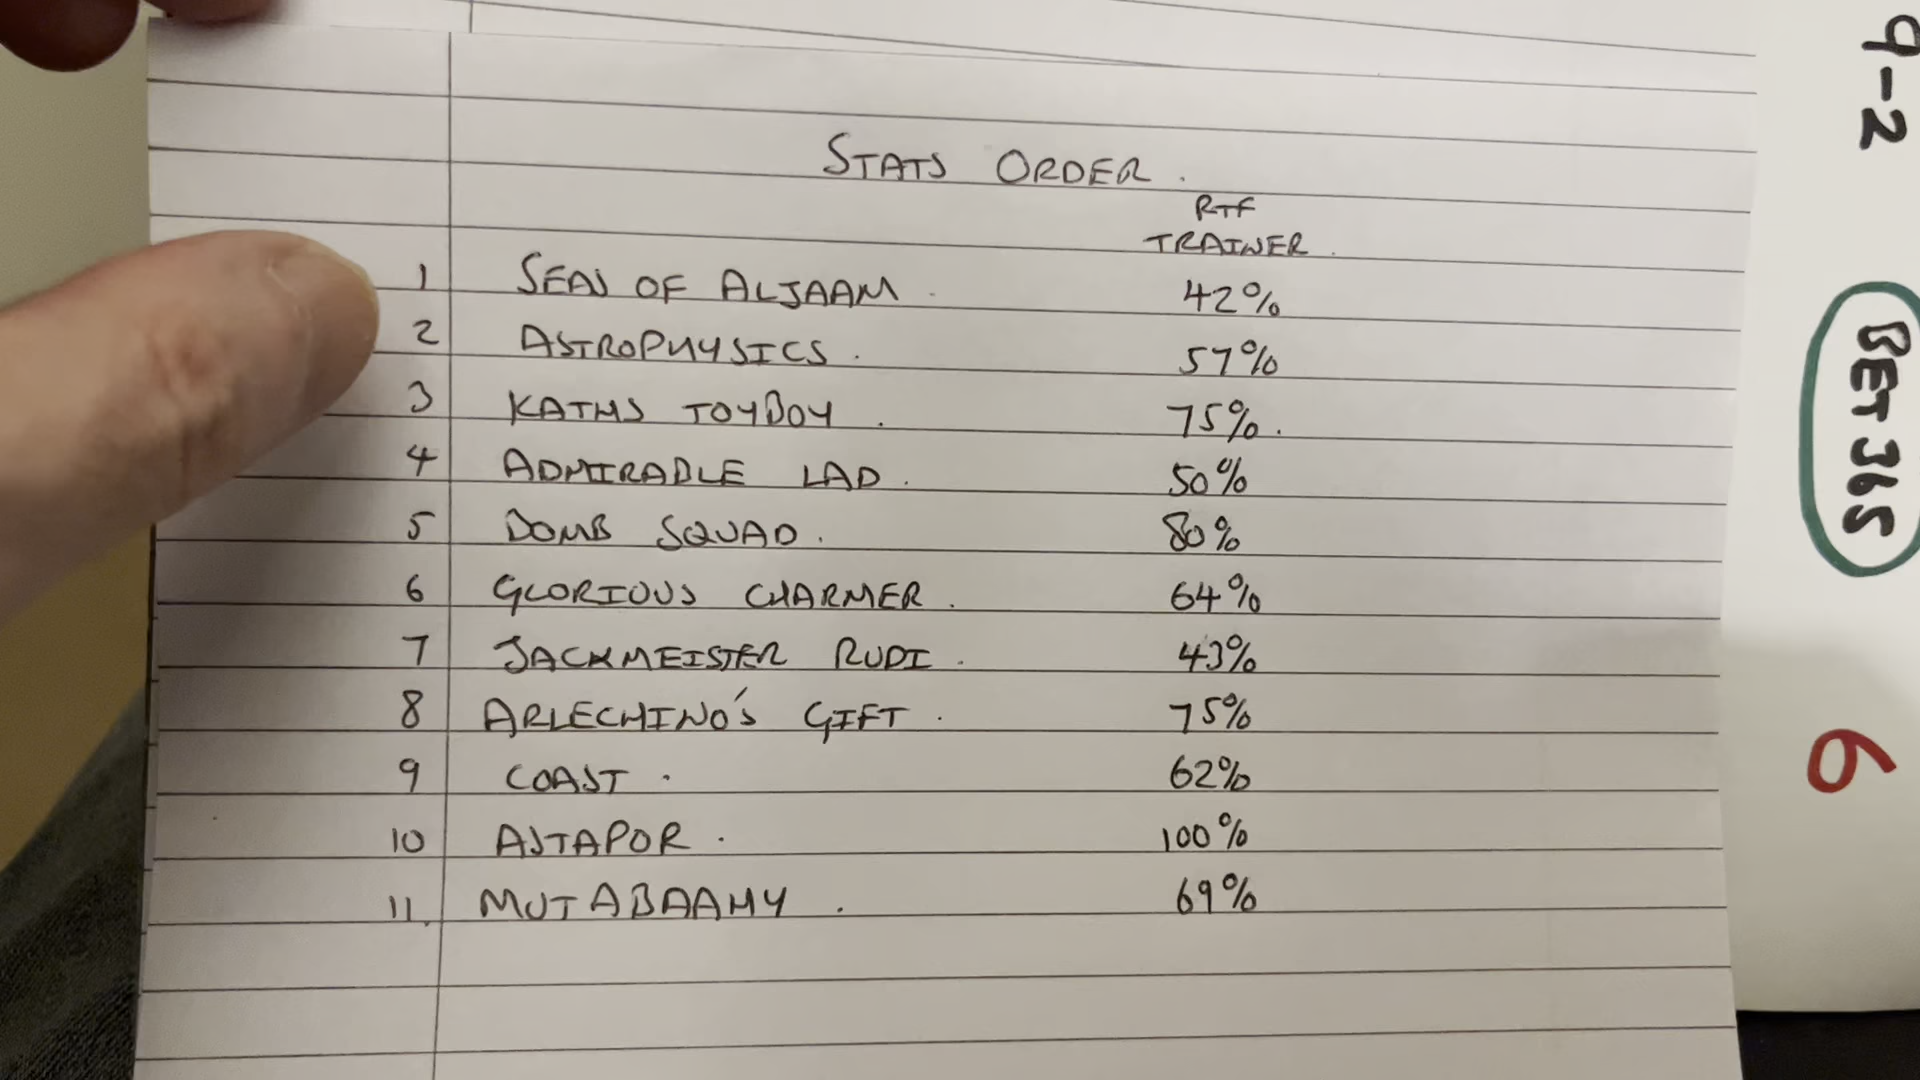 STATS ORDER.
RTF
TRAINER.
1 SEAS OF ALJAAM. 42%
2 ASTROPHYSICS. 57%
3 KATHS TOYBOY. 75%.
4 ADMIRABLE LAD. 50%
5 BOMB SQUAD. 80%
6 GLORIOUS CHARMER. 64%
7 JACKMEISTER RUDI. 43%
8 ARLECHINO'S GIFT. 75%
9 COAST. 62%
10 ASTAPOR. 100%
11. MUTABAAHY. 69%
9-2
BET 365
6